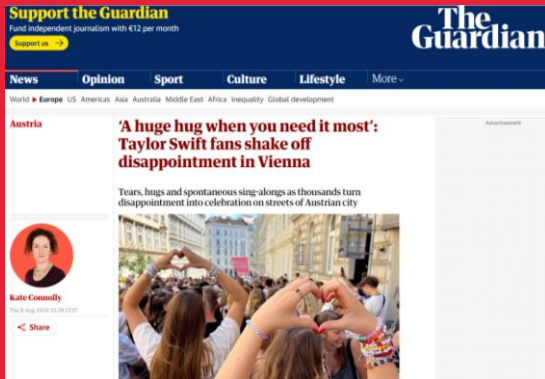 Support the Guardian
Fund independent journalism with €12 per month
Support us →
The
Guardian
News Opinion Sport Culture Lifestyle More
World Europe US Americas Asia Australia Middle East Africa Inequality Global development
Austria
‘A huge hug when you need it most’:
Taylor Swift fans shake off
disappointment in Vienna
Tears, hugs and spontaneous sing-alongs as thousands turn
disappointment into celebration on streets of Austrian city
Advertisement
Kate Connolly
Thu 8 Aug 2024 CEST
Share